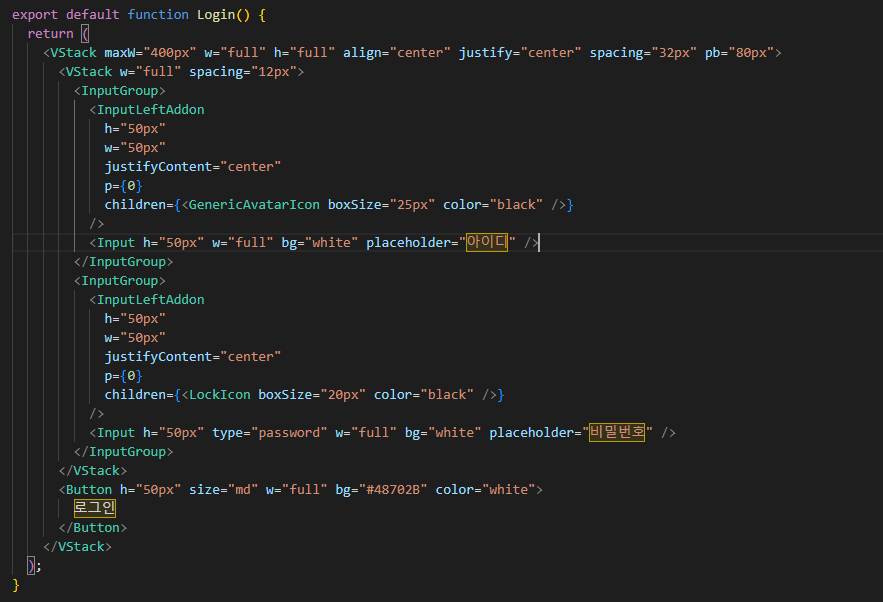 export default function Login() {
  return (
    <VStack maxW="400px" w="full" h="full" align="center" justify="center" spacing="32px" pb="80px">
      <VStack w="full" spacing="12px">
        <InputGroup>
          <InputLeftAddon
            h="50px"
            w="50px"
            justifyContent="center"
            p={0}
            children={<GenericAvatarIcon boxSize="25px" color="black" />}
          />
          <Input h="50px" w="full" bg="white" placeholder="아이디" />
        </InputGroup>
        <InputGroup>
          <InputLeftAddon
            h="50px"
            w="50px"
            justifyContent="center"
            p={0}
            children={<LockIcon boxSize="20px" color="black" />}
          />
          <Input h="50px" type="password" w="full" bg="white" placeholder="비밀번호" />
        </InputGroup>
      </VStack>
      <Button h="50px" size="md" w="full" bg="#48702B" color="white">
        로그인
      </Button>
    </VStack>
  );
}